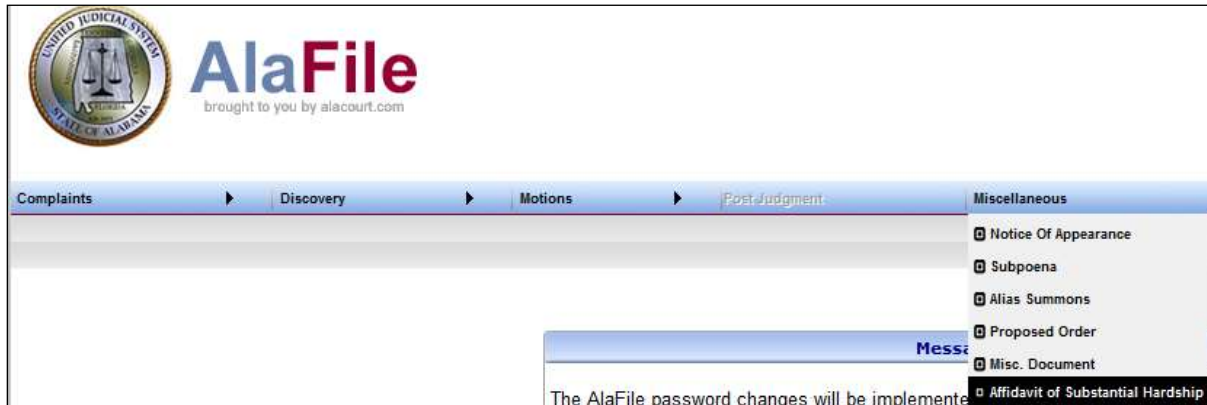 UNIFIED JUDICIAL SYSTEM
STATE OF ALABAMA
AlaFile
brought to you by alacourt.com
Complaints Discovery Motions Post Judgment Miscellaneous
Notice Of Appearance
Subpoena
Alias Summons
Proposed Order
Misc. Document
Affidavit of Substantial Hardship
Messa
The AlaFile password changes will be implemente